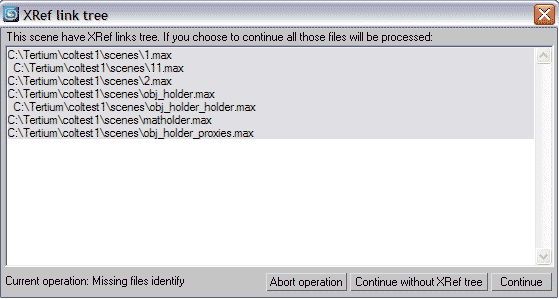 XRef link tree
This scene have XRef links tree. If you choose to continue all those files will be processed:
C:\Tertium\coltest1\scenes\1.max
C:\Tertium\coltest1\scenes\11.max
C:\Tertium\coltest1\scenes\2.max
C:\Tertium\coltest1\scenes\obj_holder.max
C:\Tertium\coltest1\scenes\obj_holder_holder.max
C:\Tertium\coltest1\scenes\matholder.max
C:\Tertium\coltest1\scenes\obj_holder_proxies.max
Current operation: Missing files identify
Abort operation
Continue without XRef tree
Continue